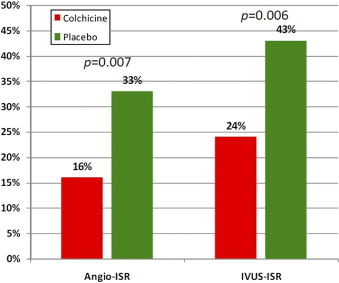 50%
45%
40%
35%
30%
25%
20%
15%
10%
5%
0%
Colchicine
Placebo
p=0.007
p=0.006
16%
33%
24%
43%
Angio-ISR
IVUS-ISR